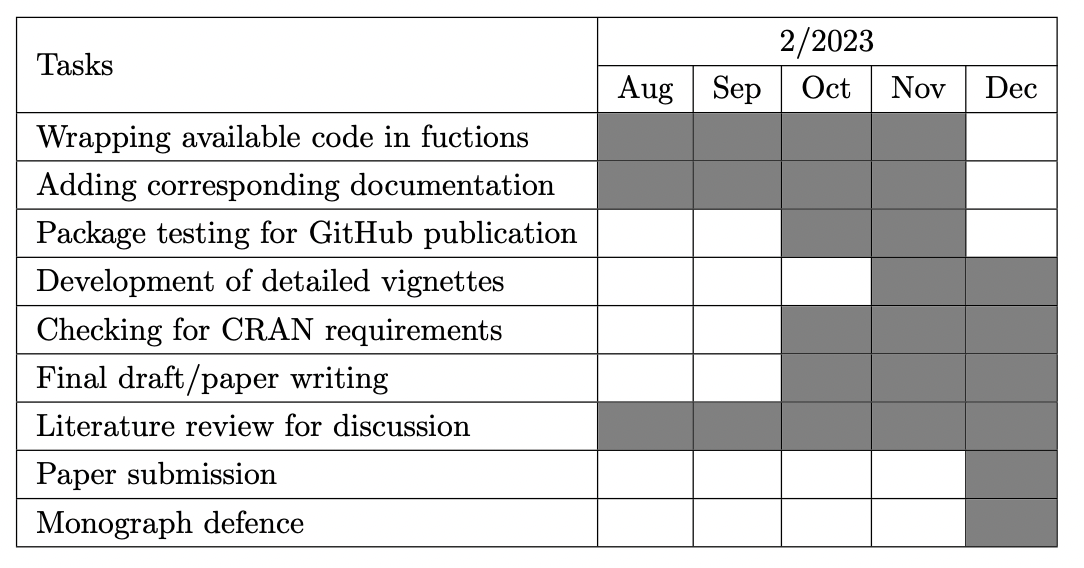 Tasks
2/2023
Aug Sep Oct Nov Dec
Wrapping available code in fuctions
Adding corresponding documentation
Package testing for GitHub publication
Development of detailed vignettes
Checking for CRAN requirements
Final draft/paper writing
Literature review for discussion
Paper submission
Monograph defence